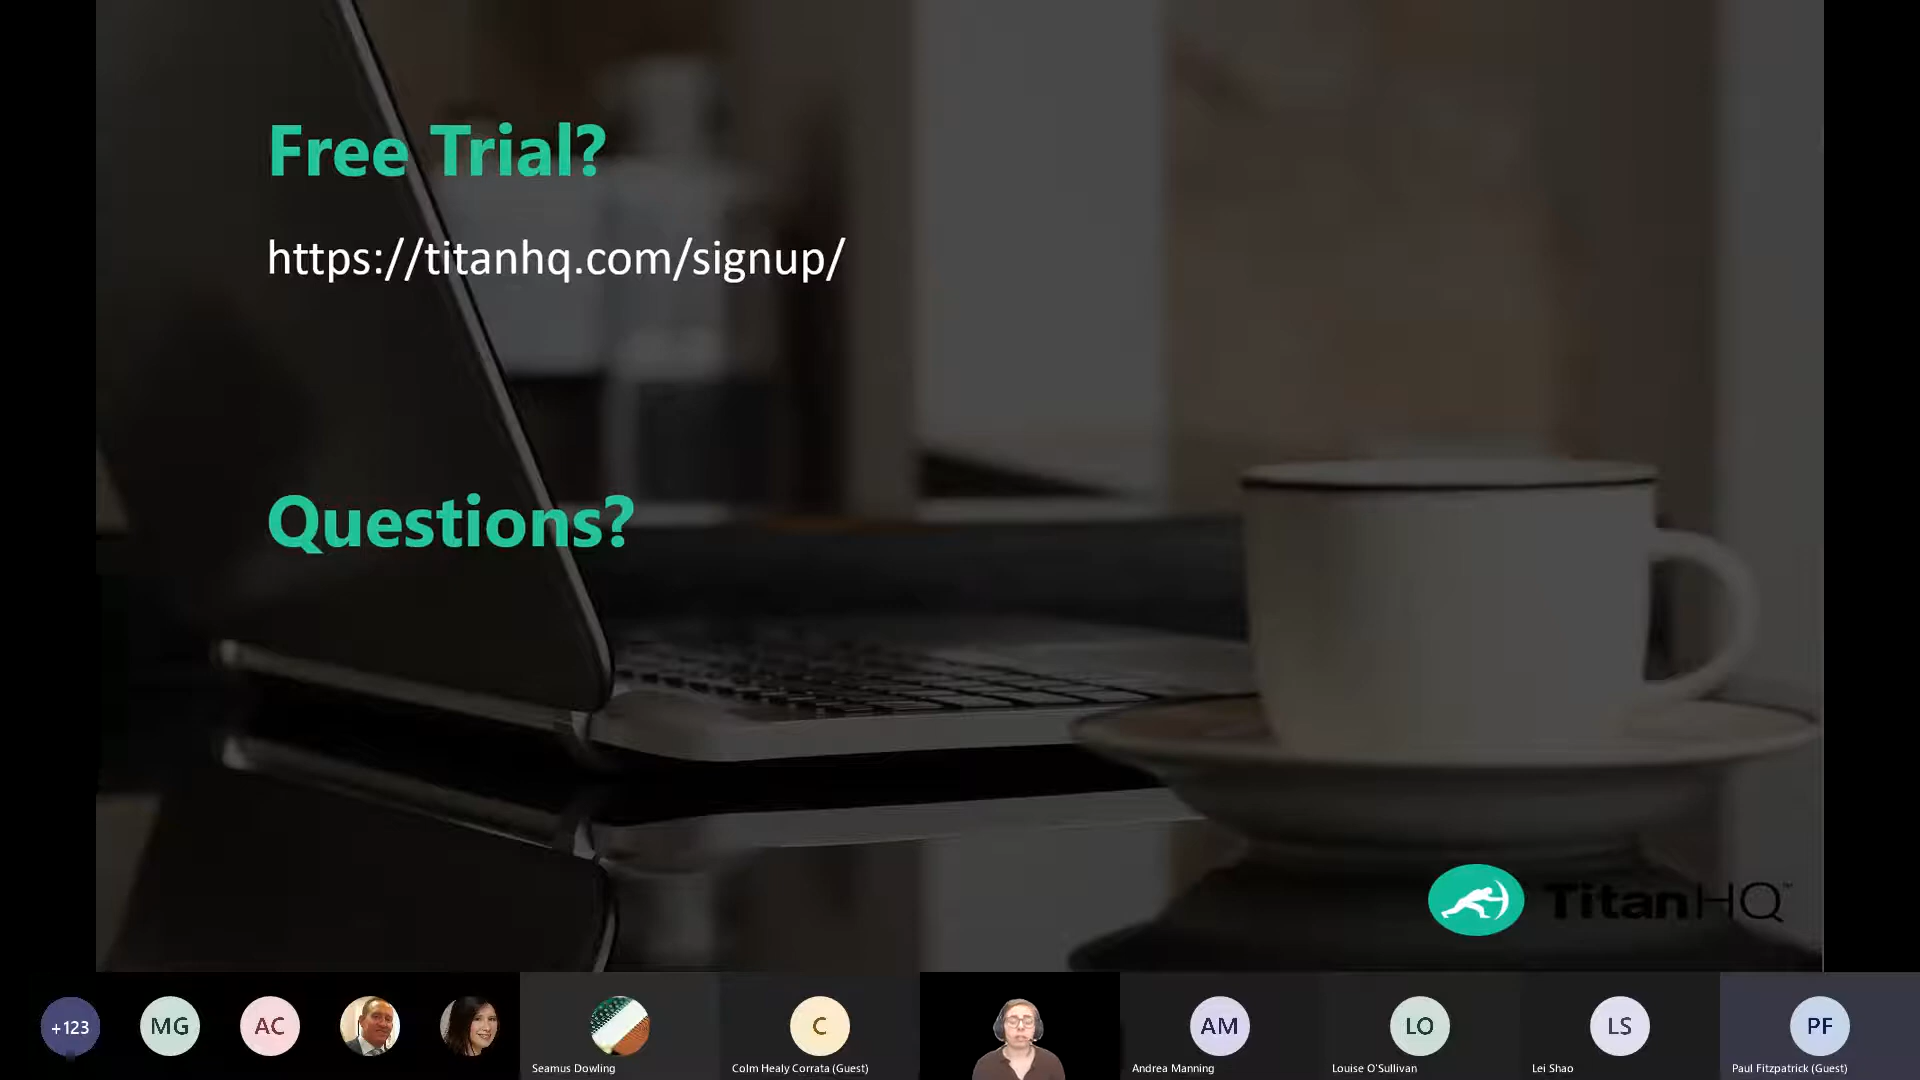 Free Trial?
https://titanhq.com/signup/
Questions?
TitanHQ™
+123
MG
AC
C
AM
LO
LS
PF
Seamus Dowling
Colm Healy Corrata (Guest)
Andrea Manning
Louise O'Sullivan
Lei Shao
Paul Fitzpatrick (Guest)